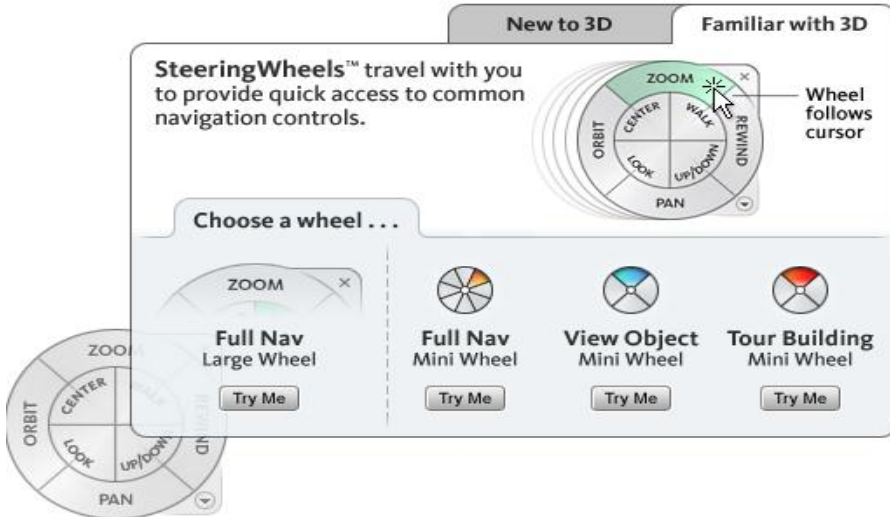 New to 3D
Familiar with 3D
SteeringWheels™ travel with you
to provide quick access to common
navigation controls.
ZOOM
CENTER
WALK
ORBIT
REWIND
LOOK
UP/DOWN
PAN
Wheel
follows
cursor
Choose a wheel . . .
ZOOM
Full Nav
Large Wheel
Try Me
Full Nav
Mini Wheel
Try Me
View Object
Mini Wheel
Try Me
Tour Building
Mini Wheel
Try Me
ZOOM
CENTER
WALK
ORBIT
REWIND
LOOK
UP/DOWN
PAN